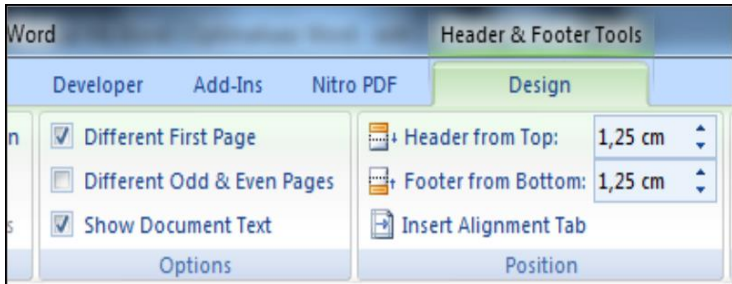 Word Header & Footer Tools
Developer Add-Ins Nitro PDF Design
n Different First Page Header from Top: 1,25 cm
Different Odd & Even Pages Footer from Bottom: 1,25 cm
s Show Document Text Insert Alignment Tab
Options Position